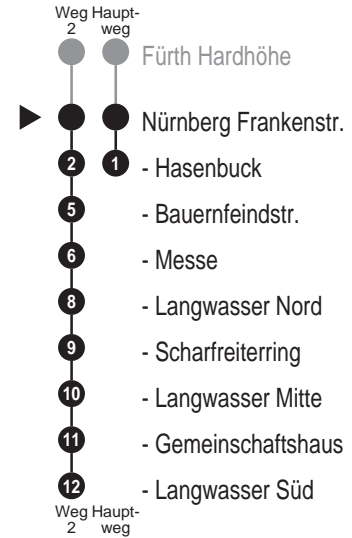 Weg Haupt-
2 weg
Fürth Hardhöhe
Nürnberg Frankenstr.
2 1 - Hasenbuck
5 - Bauernfeindstr.
6 - Messe
8 - Langwasser Nord
9 - Scharfreiterring
10 - Langwasser Mitte
11 - Gemeinschaftshaus
12 - Langwasser Süd
Weg Haupt-
2 weg